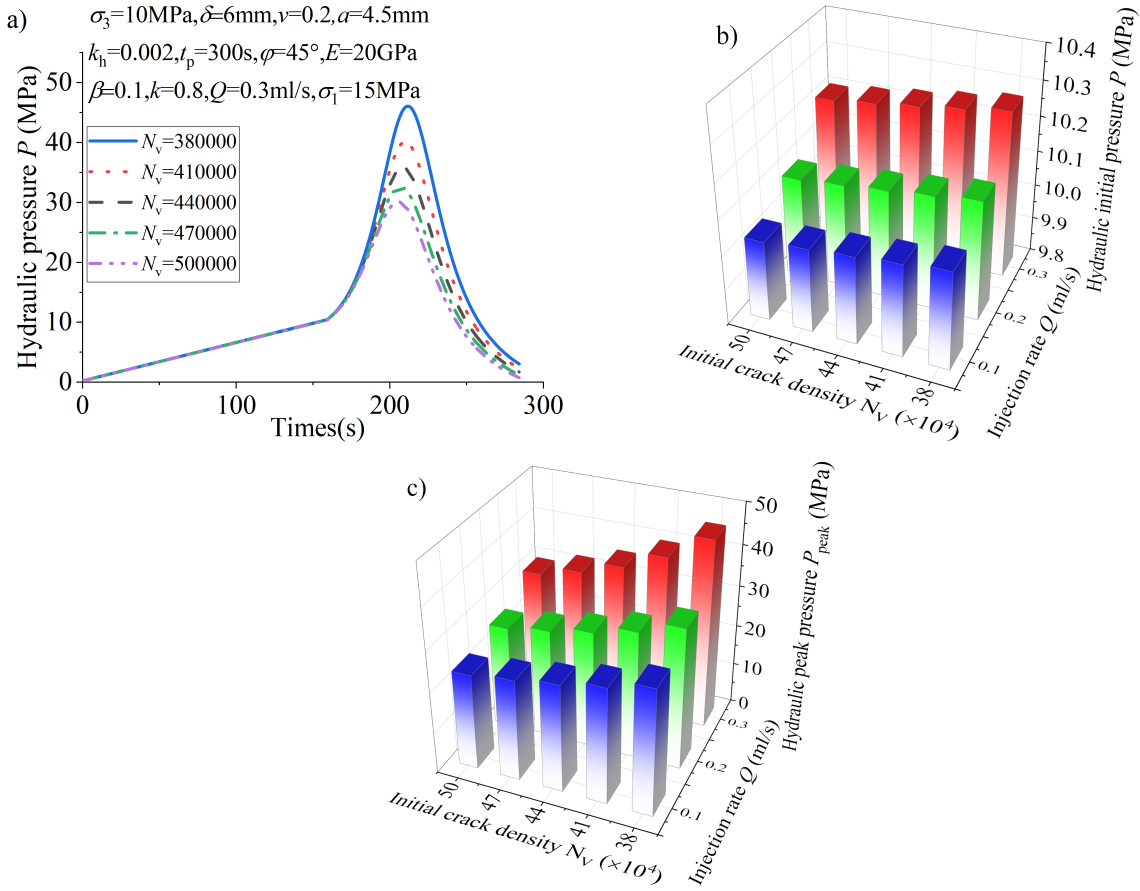 a)
σ3=10MPa,δ=6mm,ν=0.2,a=4.5mm
kh=0.002,tp=300s,φ=45°,E=20GPa
β=0.1,k=0.8,Q=0.3ml/s,σ1=15MPa
Hydraulic pressure P (MPa)
50
40
30
20
10
0
Nv=380000
Nv=410000
Nv=440000
Nv=470000
Nv=500000
0 100 200 300
Times(s)
b)
Hydraulic initial pressure P (MPa)
10.4
10.3
10.2
10.1
10.0
9.9
9.8
0.3
0.2
0.1
Injection rate Q (ml/s)
50 47 44 41 38
Initial crack density NV (×10⁴)
c)
Hydraulic peak pressure Ppeak (MPa)
50
40
30
20
10
0
0.3
0.2
0.1
Injection rate Q (ml/s)
50 47 44 41 38
Initial crack density NV (×10⁴)